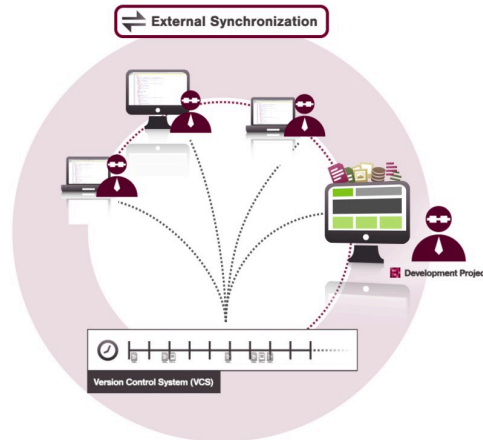 External Synchronization
Development Projec
Version Control System (VCS)